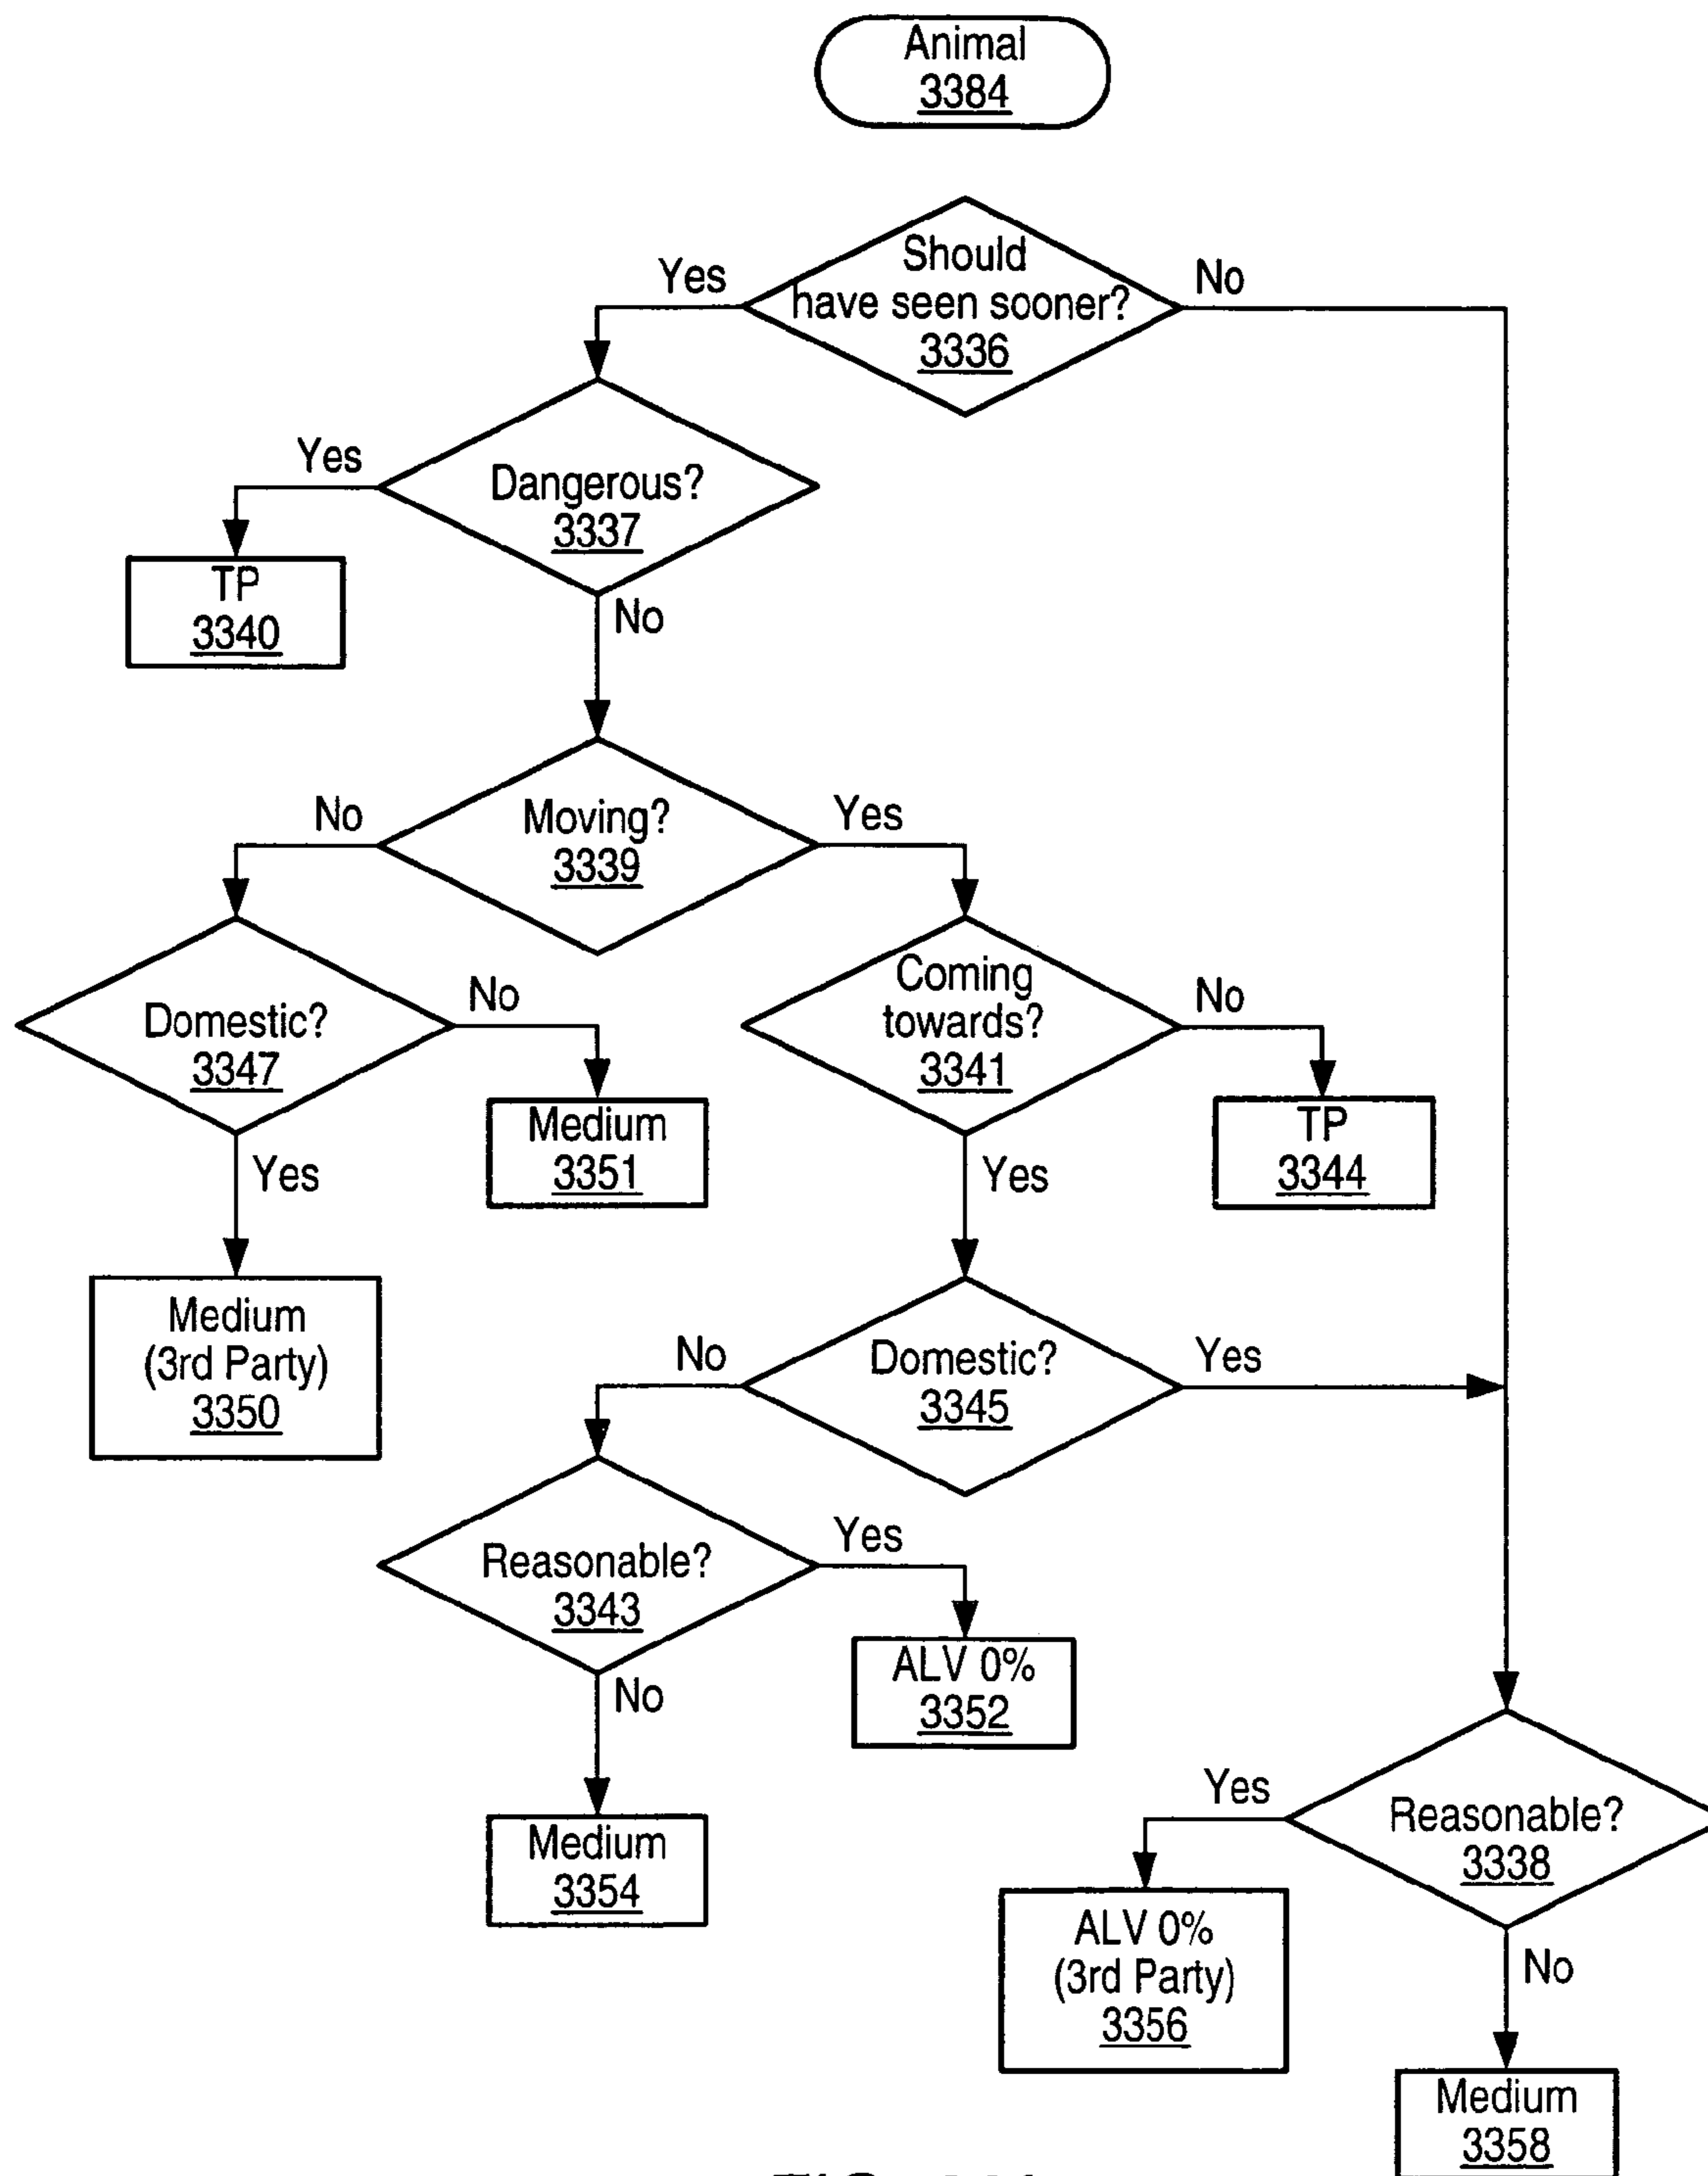 Animal
3384
Should
have seen sooner?
3336
Yes
No
Dangerous?
3337
Yes
No
TP
3340
Moving?
3339
No
Yes
Domestic?
3347
No
Yes
Coming
towards?
3341
No
Yes
Medium
3351
TP
3344
Medium
(3rd Party)
3350
Domestic?
3345
No
Yes
Reasonable?
3343
Yes
No
ALV 0%
3352
Medium
3354
Reasonable?
3338
Yes
No
ALV 0%
(3rd Party)
3356
Medium
3358